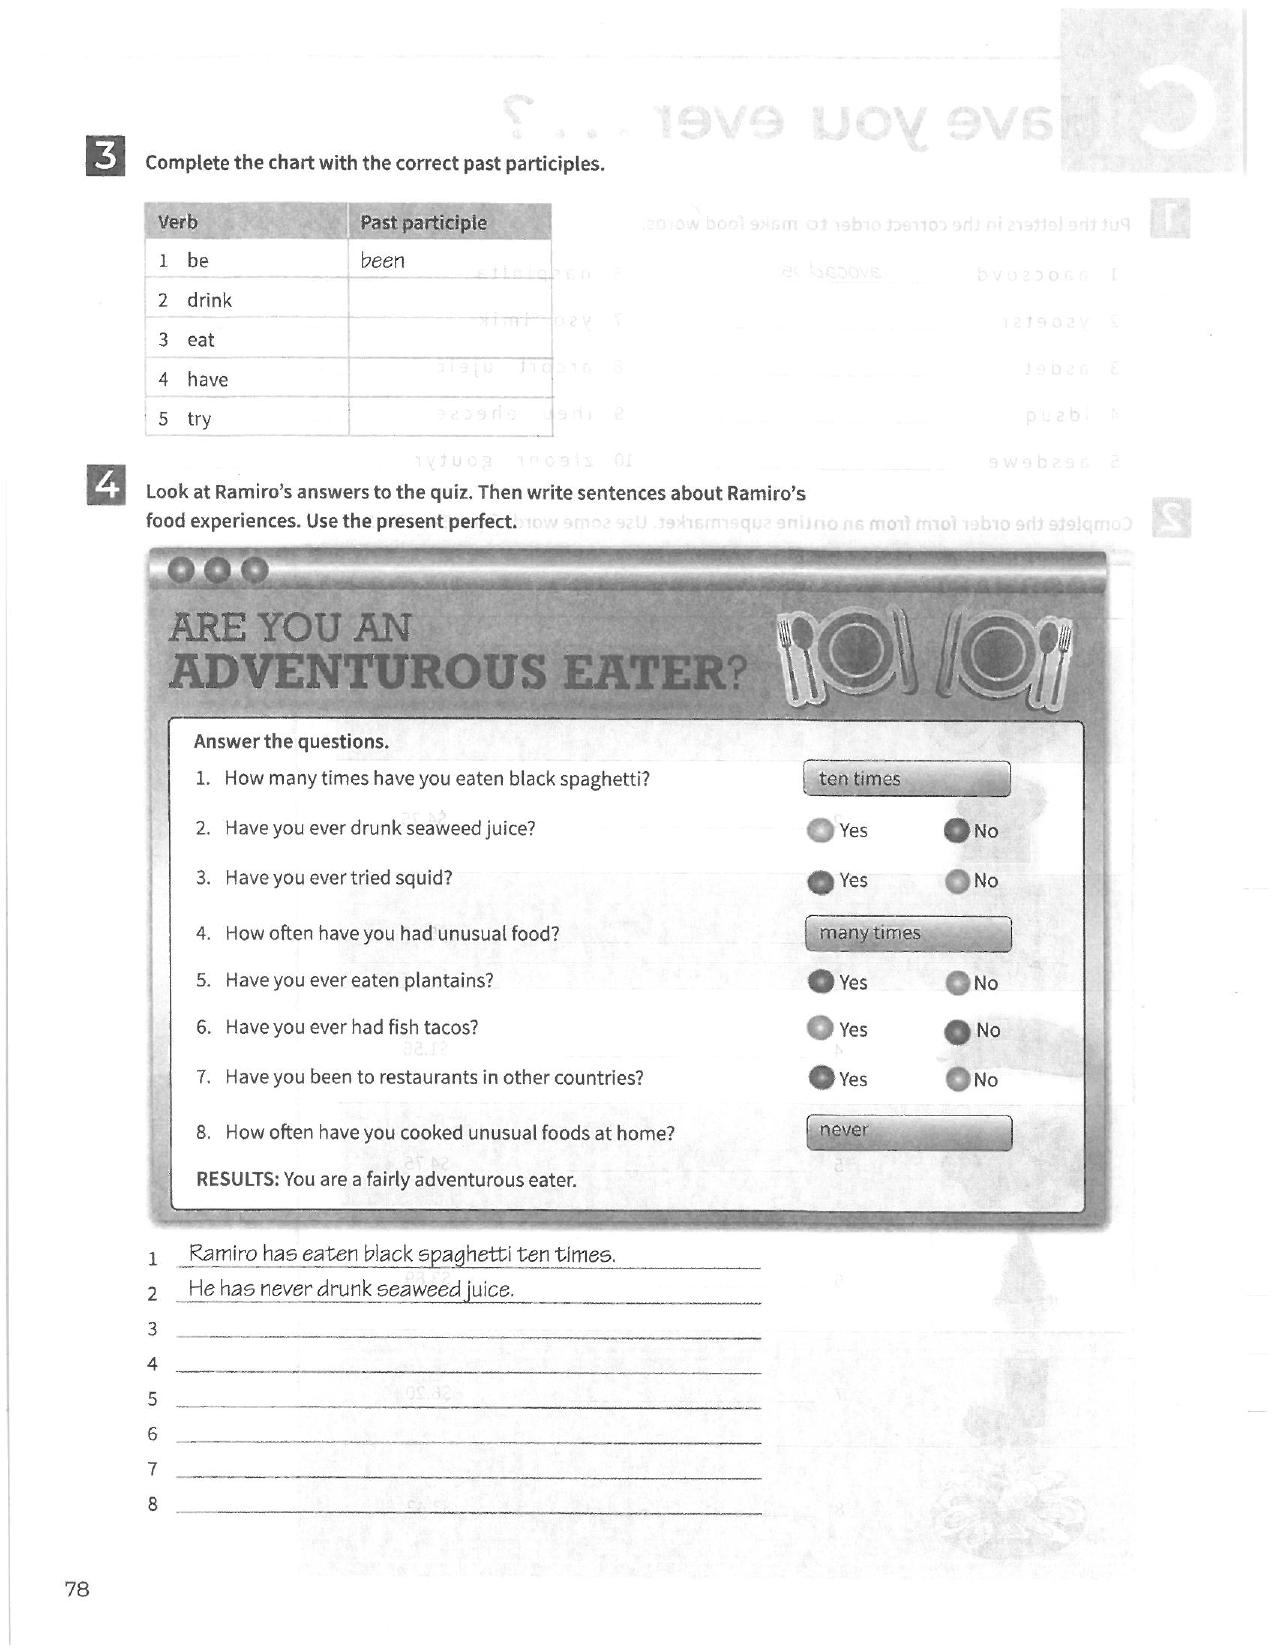 3 Complete the chart with the correct past participles.
Verb Past participle
1 be been
2 drink
3 eat
4 have
5 try
4 Look at Ramiro's answers to the quiz. Then write sentences about Ramiro's
food experiences. Use the present perfect.
ARE YOU AN
ADVENTUROUS EATER?
Answer the questions.
1. How many times have you eaten black spaghetti? ten times
2. Have you ever drunk seaweed juice? Yes No
3. Have you ever tried squid? Yes No
4. How often have you had unusual food? many times
5. Have you ever eaten plantains? Yes No
6. Have you ever had fish tacos? Yes No
7. Have you been to restaurants in other countries? Yes No
8. How often have you cooked unusual foods at home? never
RESULTS: You are a fairly adventurous eater.
1 Ramiro has eaten black spaghetti ten times.
2 He has never drunk seaweed juice.
3
4
5
6
7
8
78